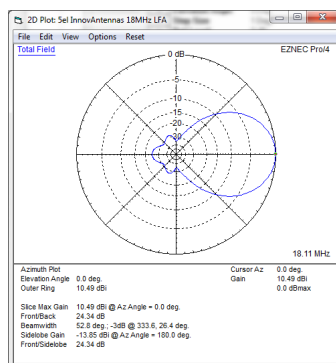 2D Plot: 5el InnovAntennas 18MHz LFA
File Edit View Options Reset
Total Field
EZNEC Pro/4
0 dB
-5
-10
-15
-20
-30
18.11 MHz
Azimuth Plot
Elevation Angle 0.0 deg.
Outer Ring 10.49 dBi
Cursor Az 0.0 deg.
Gain 10.49 dBi
0.0 dBmax
Slice Max Gain 10.49 dBi @ Az Angle = 0.0 deg.
Front/Back 24.34 dB
Beamwidth 52.8 deg.; -3dB @ 333.6, 26.4 deg.
Sidelobe Gain -13.85 dBi @ Az Angle = 180.0 deg.
Front/Sidelobe 24.34 dB